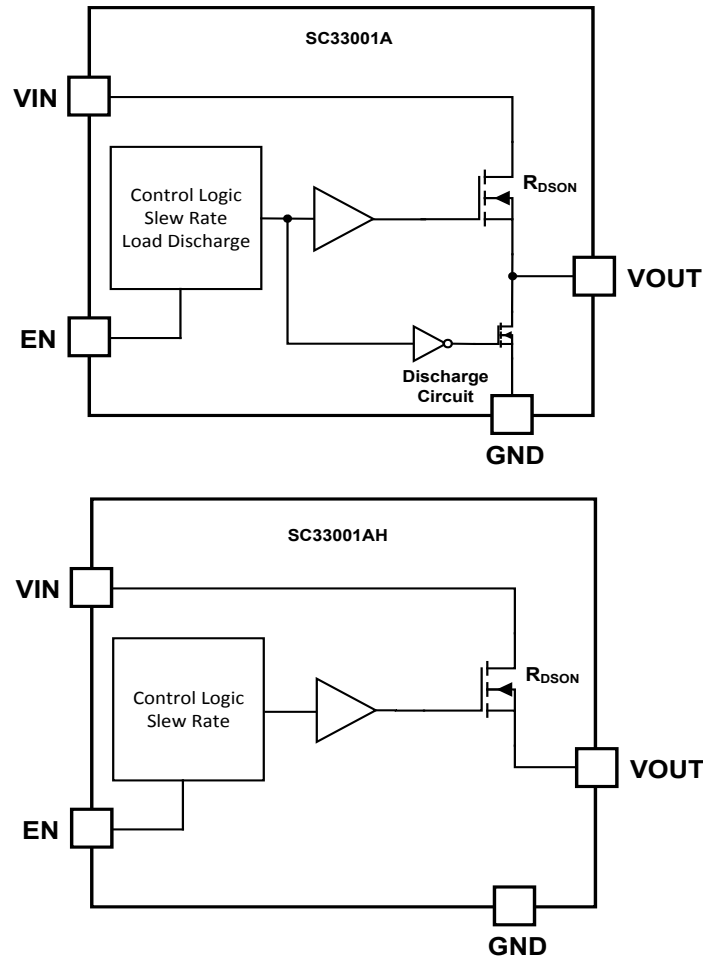 SC33001A
VIN
Control Logic
Slew Rate
Load Discharge
RDSON
VOUT
EN
Discharge
Circuit
GND
SC33001AH
VIN
Control Logic
Slew Rate
RDSON
VOUT
EN
GND